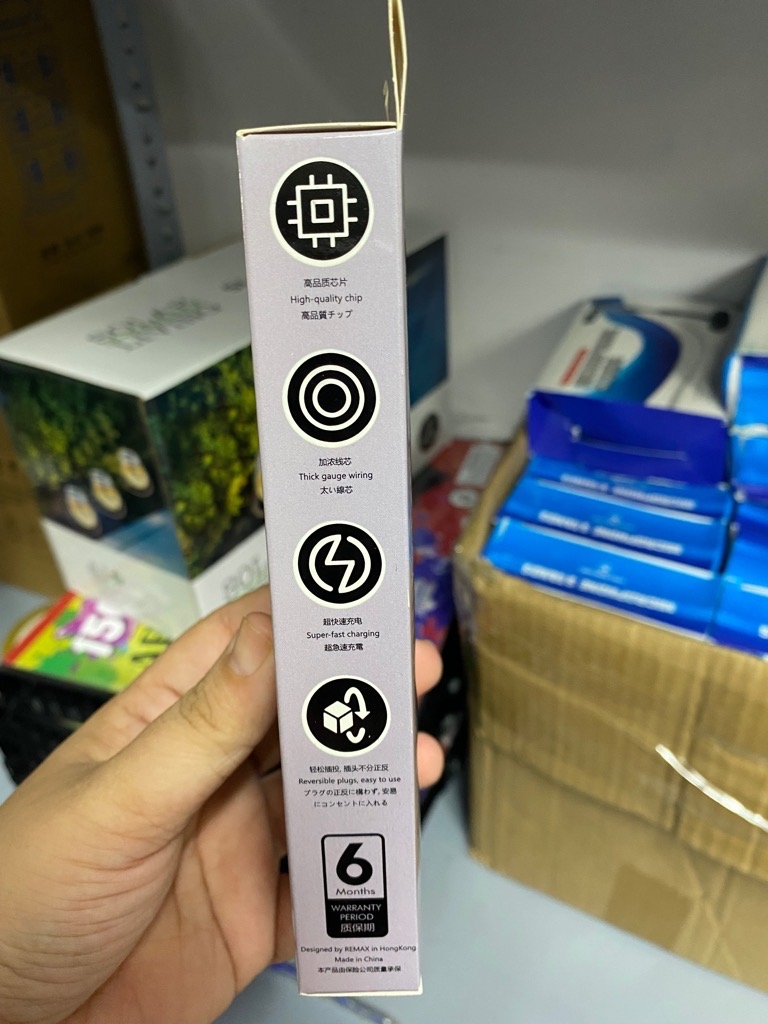 高品质芯片
High-quality chip
高品質チップ
加浓线芯
Thick gauge wiring
太い線芯
超快速充电
Super-fast charging
超急速充電
轻松插投, 插头不分正反
Reversible plugs, easy to use
プラグの正反に構わず, 安易
にコンセントに入れる
6
Months
WARRANTY
PERIOD
质保期
Designed by REMAX in HongKong
Made in China
本产品由保险公司质量承保
15